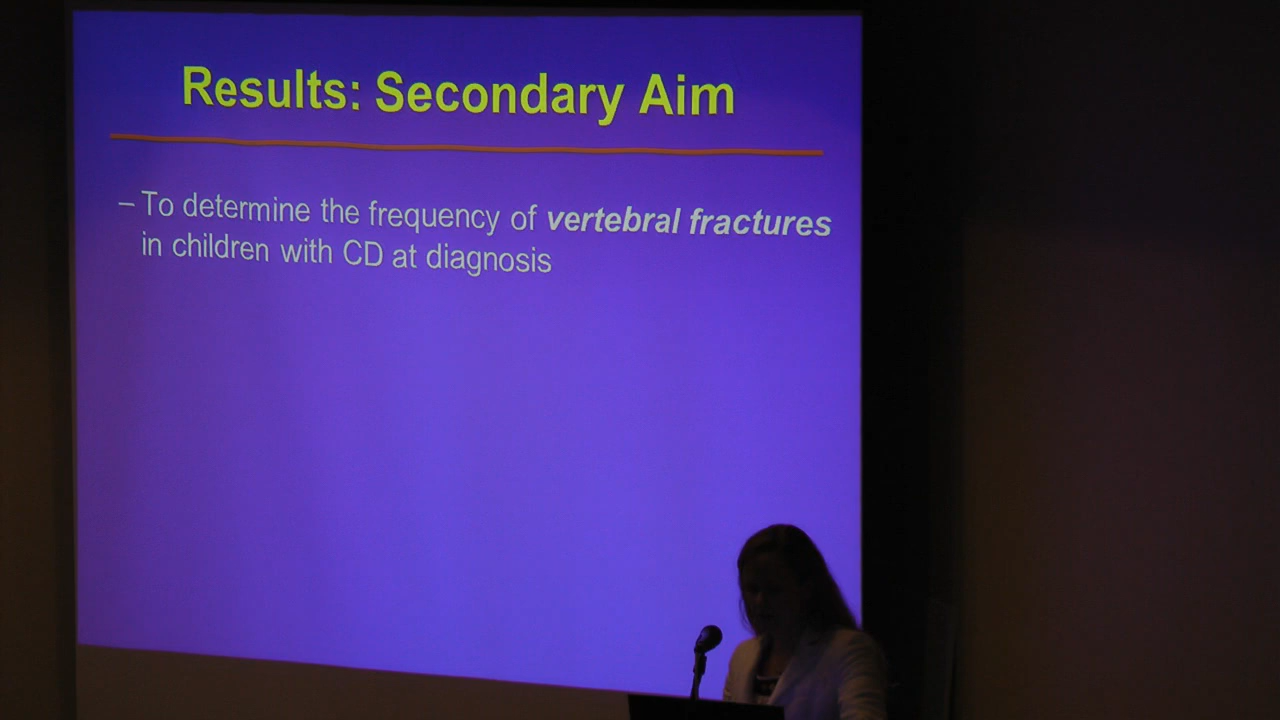 Results: Secondary Aim
– To determine the frequency of vertebral fractures
in children with CD at diagnosis